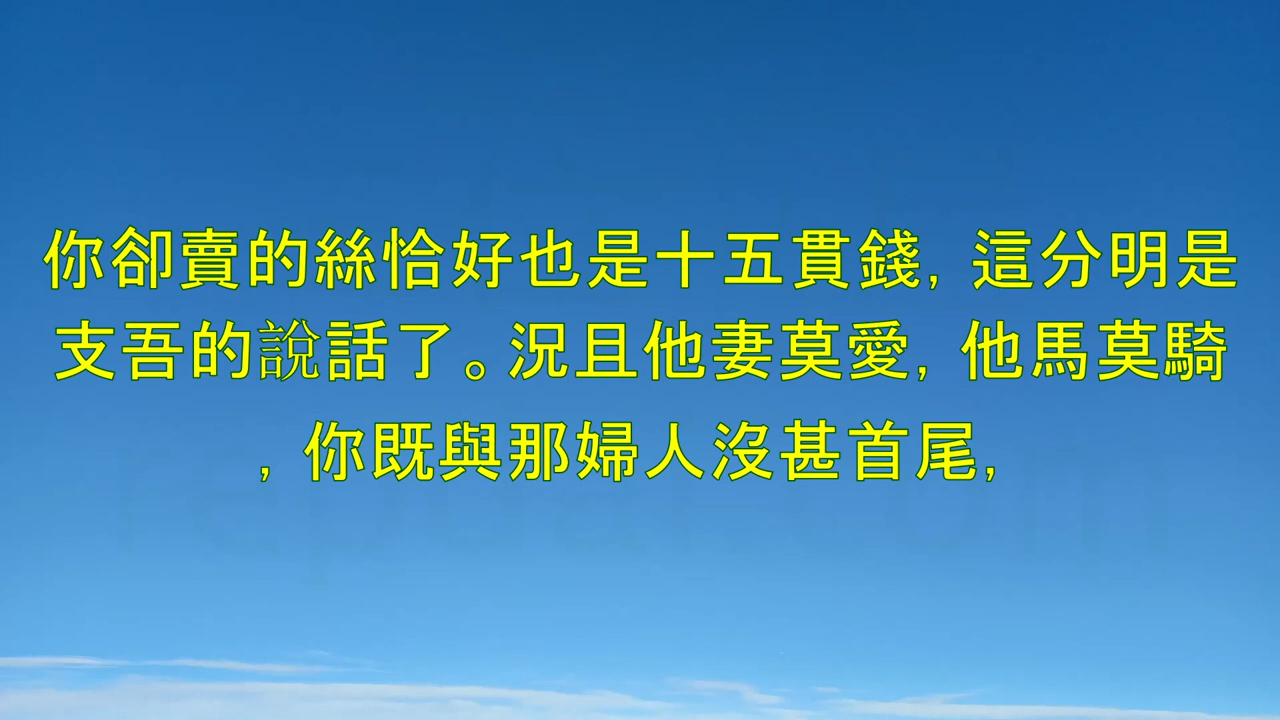 你卻賣的絲恰好也是十五貫錢，這分明是
支吾的說話了。況且他妻莫愛，他馬莫騎
，你既與那婦人沒甚首尾，